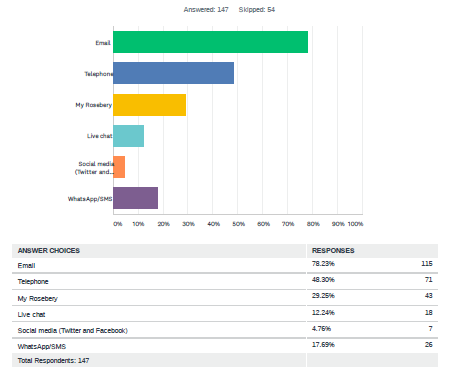 Answered: 147 Skipped: 54
Email
Telephone
My Rosebery
Live chat
Social media
(Twitter and...
WhatsApp/SMS
0% 10% 20% 30% 40% 50% 60% 70% 80% 90% 100%
ANSWER CHOICES RESPONSES
Email 78.23% 115
Telephone 48.30% 71
My Rosebery 29.25% 43
Live chat 12.24% 18
Social media (Twitter and Facebook) 4.76% 7
WhatsApp/SMS 17.69% 26
Total Respondents: 147